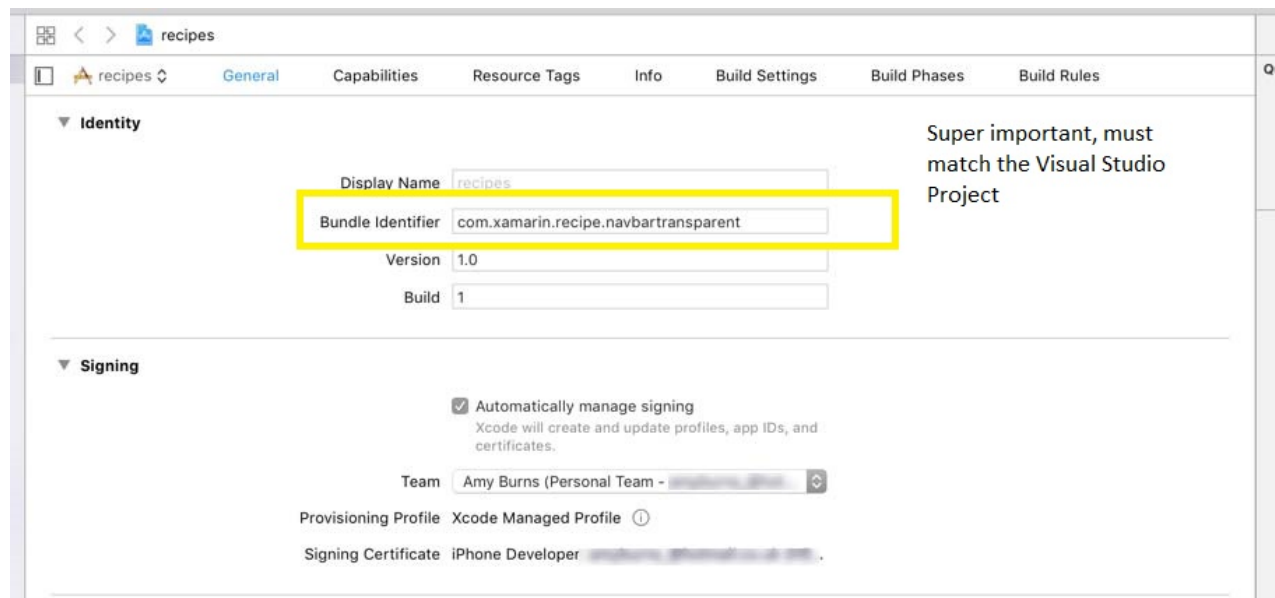 recipes
recipes General Capabilities Resource Tags Info Build Settings Build Phases Build Rules
Q
Identity
Super important, must
match the Visual Studio
Project
Display Name recipes
Bundle Identifier com.xamarin.recipe.navbartransparent
Version 1.0
Build 1
Signing
Automatically manage signing
Xcode will create and update profiles, app IDs, and
certificates.
Team Amy Burns (Personal Team -
Provisioning Profile Xcode Managed Profile
Signing Certificate iPhone Developer